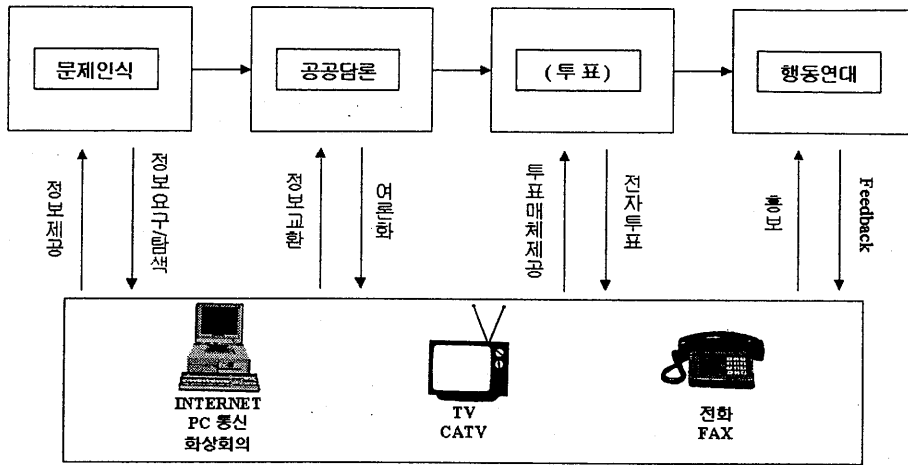 문제인식
공공담론
(투 표)
행동연대
정보제공
정보요구/탐색
정보교환
여론화
투표매체제공
전자투표
홍보
Feedback
INTERNET
PC 통신
화상회의
TV
CATV
전화
FAX